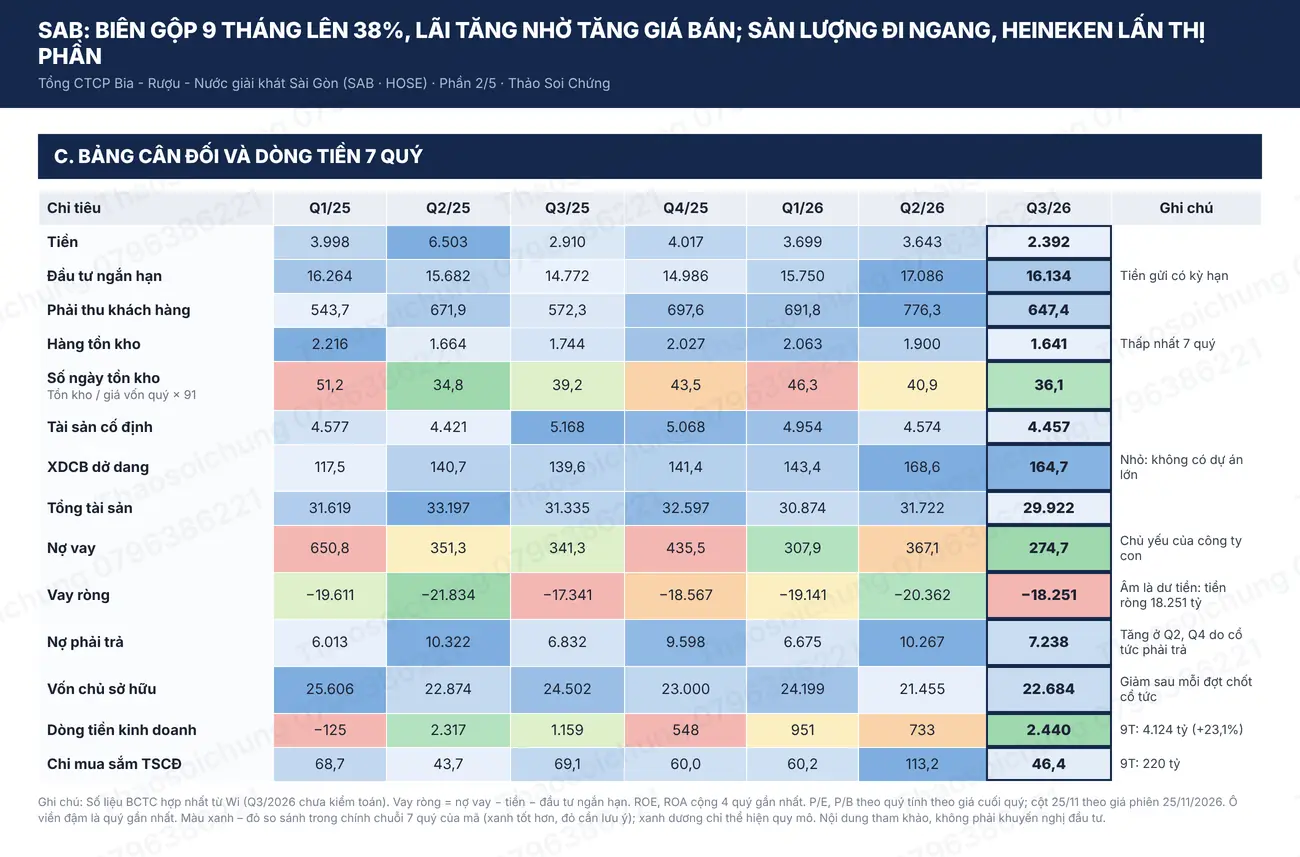 SAB: BIÊN GỘP 9 THÁNG LÊN 38%, LÃI TĂNG NHỜ TĂNG GIÁ BÁN; SẢN LƯỢNG ĐI NGANG, HEINEKEN LẤN THỊ
PHẦN
Tổng CTCP Bia - Rượu - Nước giải khát Sài Gòn (SAB · HOSE) · Phần 2/5 · Thảo Soi Chứng
C. BẢNG CÂN ĐỐI VÀ DÒNG TIỀN 7 QUÝ
Chỉ tiêu Q1/25 Q2/25 Q3/25 Q4/25 Q1/26 Q2/26 Q3/26 Ghi chú
Tiền 3.998 6.503 2.910 4.017 3.699 3.643 2.392
Đầu tư ngắn hạn 16.264 15.682 14.772 14.986 15.750 17.086 16.134 Tiền gửi có kỳ hạn
Phải thu khách hàng 543,7 671,9 572,3 697,6 691,8 776,3 647,4
Hàng tồn kho 2.216 1.664 1.744 2.027 2.063 1.900 1.641 Thấp nhất 7 quý
Số ngày tồn kho 51,2 34,8 39,2 43,5 46,3 40,9 36,1
Tồn kho / giá vốn quý × 91
Tài sản cố định 4.577 4.421 5.168 5.068 4.954 4.574 4.457
XDCB dở dang 117,5 140,7 139,6 141,4 143,4 168,6 164,7 Nhỏ: không có dự án
lớn
Tổng tài sản 31.619 33.197 31.335 32.597 30.874 31.722 29.922
Nợ vay 650,8 351,3 341,3 435,5 307,9 367,1 274,7 Chủ yếu của công ty
con
Vay ròng −19.611 −21.834 −17.341 −18.567 −19.141 −20.362 −18.251 Âm là dư tiền: tiền
ròng 18.251 tỷ
Nợ phải trả 6.013 10.322 6.832 9.598 6.675 10.267 7.238 Tăng ở Q2, Q4 do cổ
tức phải trả
Vốn chủ sở hữu 25.606 22.874 24.502 23.000 24.199 21.455 22.684 Giảm sau mỗi đợt chốt
cổ tức
Dòng tiền kinh doanh −125 2.317 1.159 548 951 733 2.440 9T: 4.124 tỷ (+23,1%)
Chi mua sắm TSCĐ 68,7 43,7 69,1 60,0 60,2 113,2 46,4 9T: 220 tỷ
Ghi chú: Số liệu BCTC hợp nhất từ Wi (Q3/2026 chưa kiểm toán). Vay ròng = nợ vay − tiền − đầu tư ngắn hạn. ROE, ROA cộng 4 quý gần nhất. P/E, P/B theo quý tính theo giá cuối quý; cột 25/11 theo giá phiên 25/11/2026. Ô
viền đậm là quý gần nhất. Màu xanh – đỏ so sánh trong chính chuỗi 7 quý của mã (xanh tốt hơn, đỏ cần lưu ý); xanh dương chỉ thể hiện quy mô. Nội dung tham khảo, không phải khuyến nghị đầu tư.
Thaosoichung 0796386221